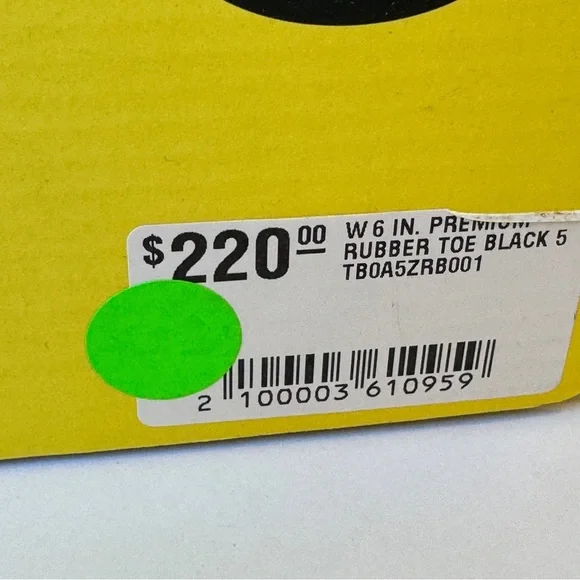 $220 00
W 6 IN. PREMIUM
RUBBER TOE BLACK 5
TB0A5ZRB001
2 100003 610959